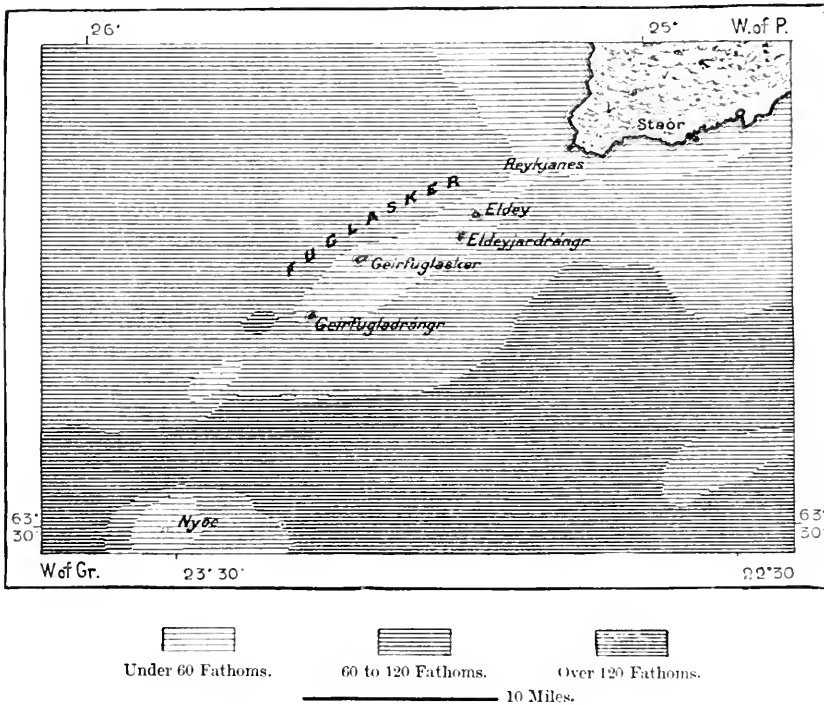 26° 25° W. of P.
Staðr
Reykjanes
FUGLASKER
Eldey
Eldeyjardrángr
Geirfuglasker
Geirfugladrángr
63° 30' Nyöe 63° 30'
W of Gr. 23° 30' 22° 30
Under 60 Fathoms. 60 to 120 Fathoms. Over 120 Fathoms.
10 Miles.